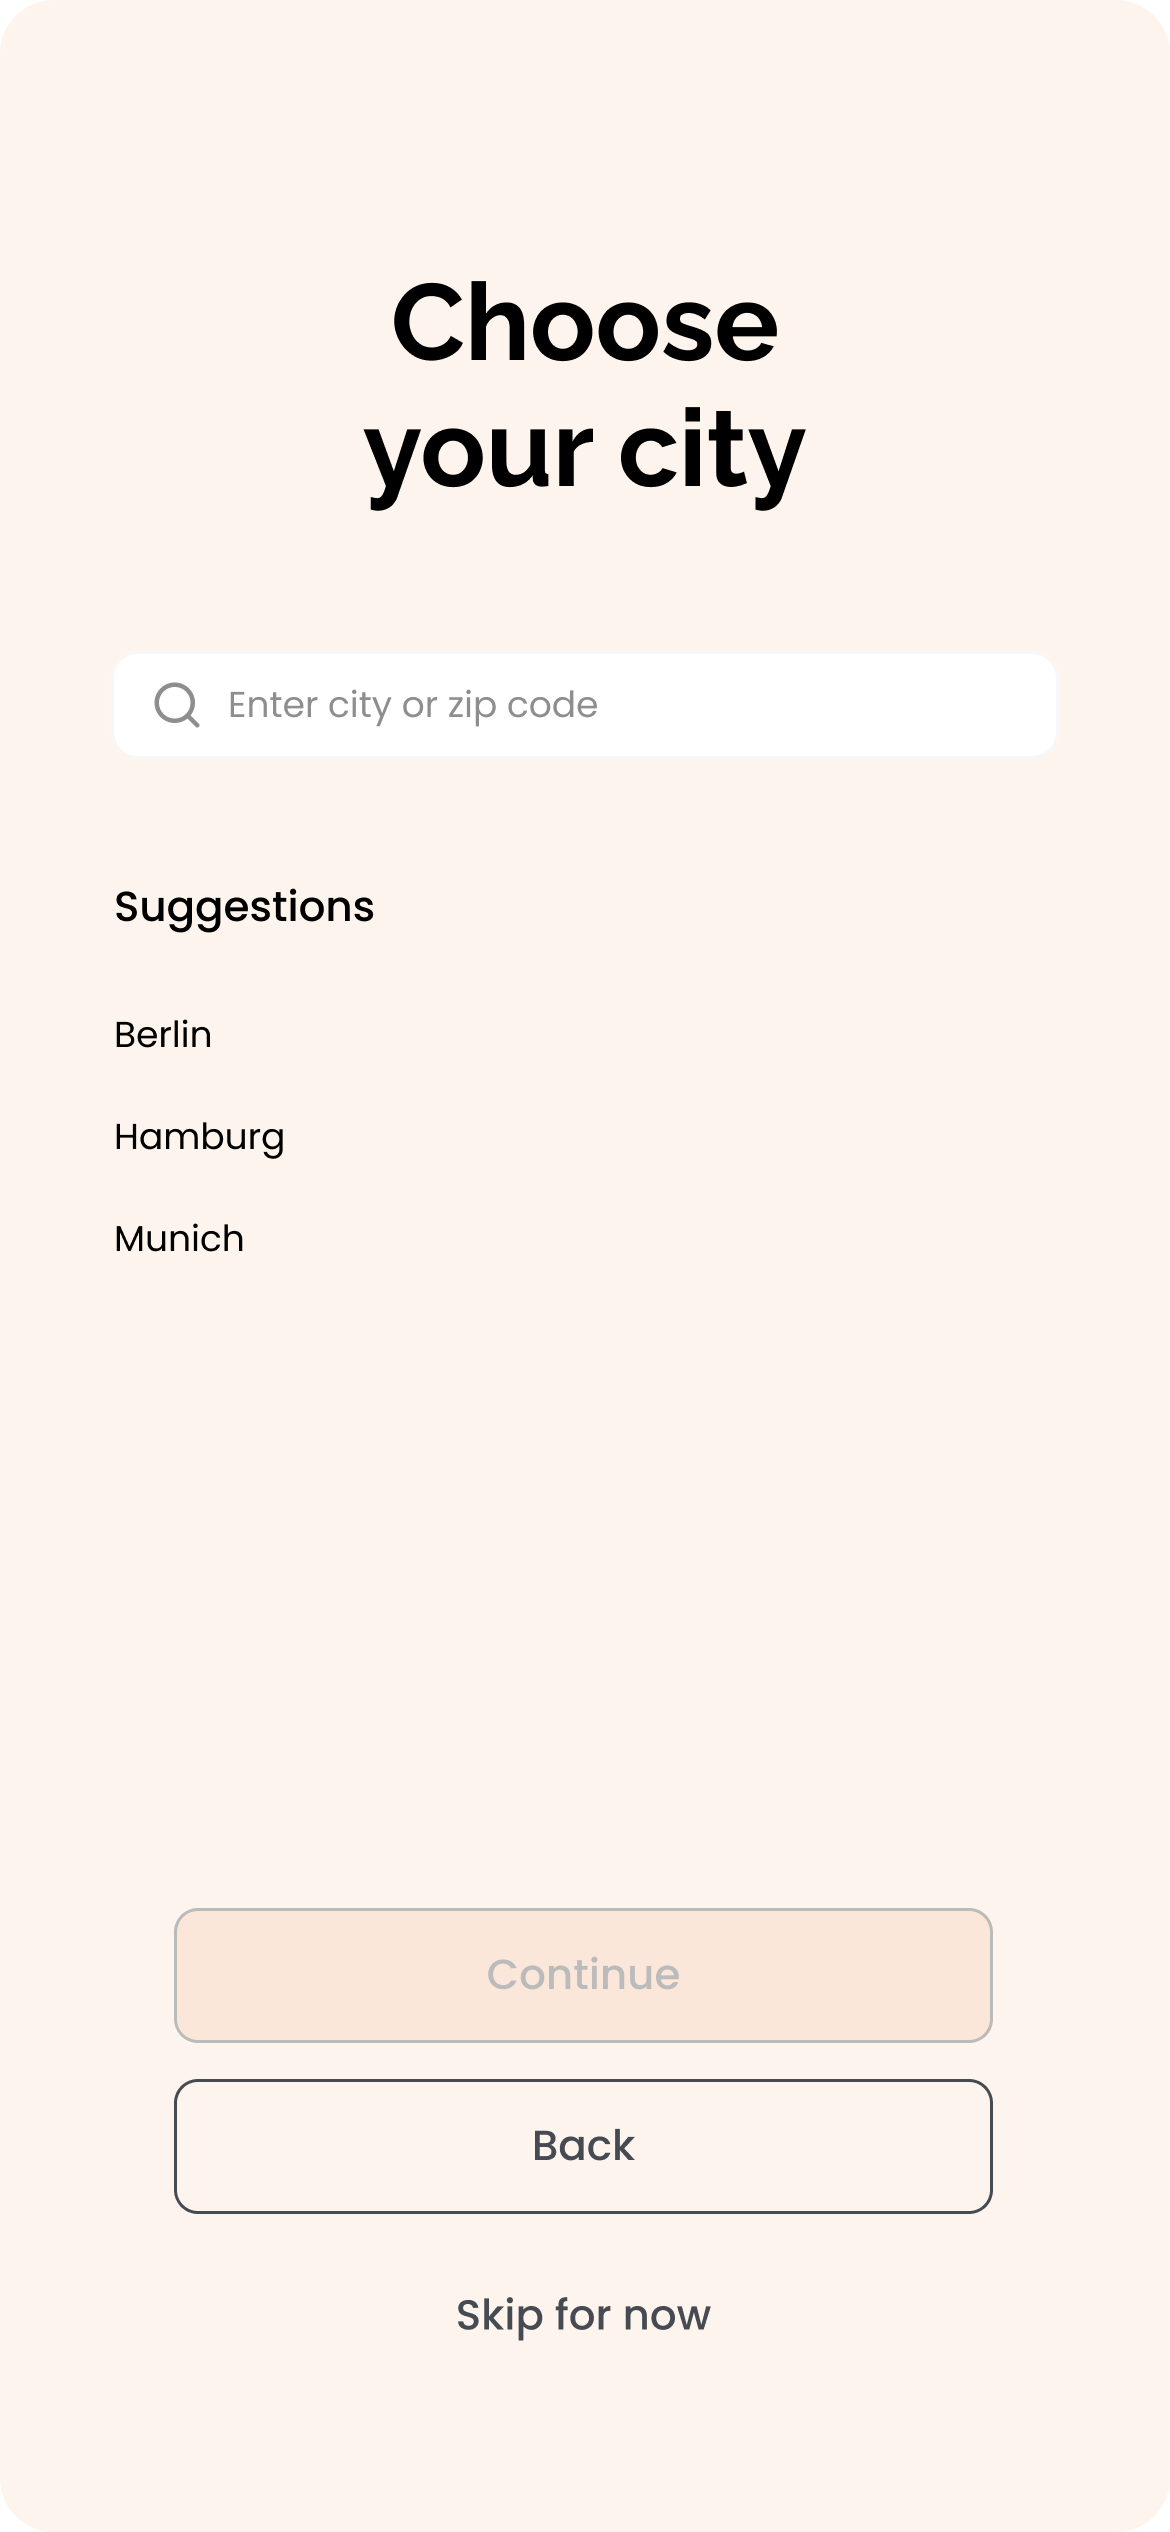 Choose
your city
Enter city or zip code
Suggestions
Berlin
Hamburg
Munich
Continue
Back
Skip for now